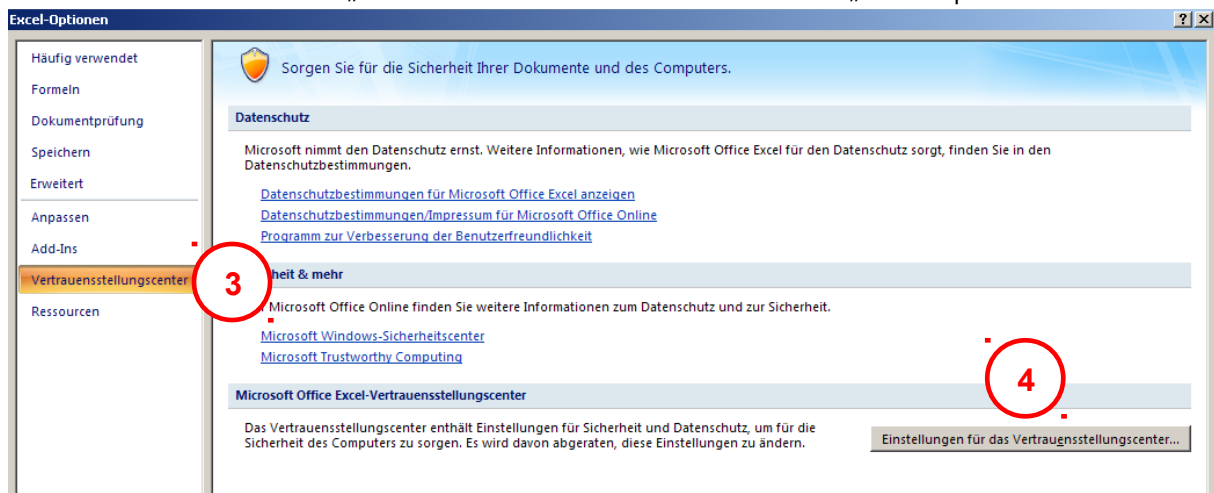 Excel-Optionen
Häufig verwendet
Formeln
Dokumentprüfung
Speichern
Erweitert
Anpassen
Add-Ins
Vertrauensstellungscenter
Ressourcen
3
Sorgen Sie für die Sicherheit Ihrer Dokumente und des Computers.
Datenschutz
Microsoft nimmt den Datenschutz ernst. Weitere Informationen, wie Microsoft Office Excel für den Datenschutz sorgt, finden Sie in den
Datenschutzbestimmungen.
Datenschutzbestimmungen für Microsoft Office Excel anzeigen
Datenschutzbestimmungen/Impressum für Microsoft Office Online
Programm zur Verbesserung der Benutzerfreundlichkeit
heit & mehr
Microsoft Office Online finden Sie weitere Informationen zum Datenschutz und zur Sicherheit.
Microsoft Windows-Sicherheitscenter
Microsoft Trustworthy Computing
4
Microsoft Office Excel-Vertrauensstellungscenter
Das Vertrauensstellungscenter enthält Einstellungen für Sicherheit und Datenschutz, um für die
Sicherheit des Computers zu sorgen. Es wird davon abgeraten, diese Einstellungen zu ändern.
Einstellungen für das Vertrauensstellungscenter...